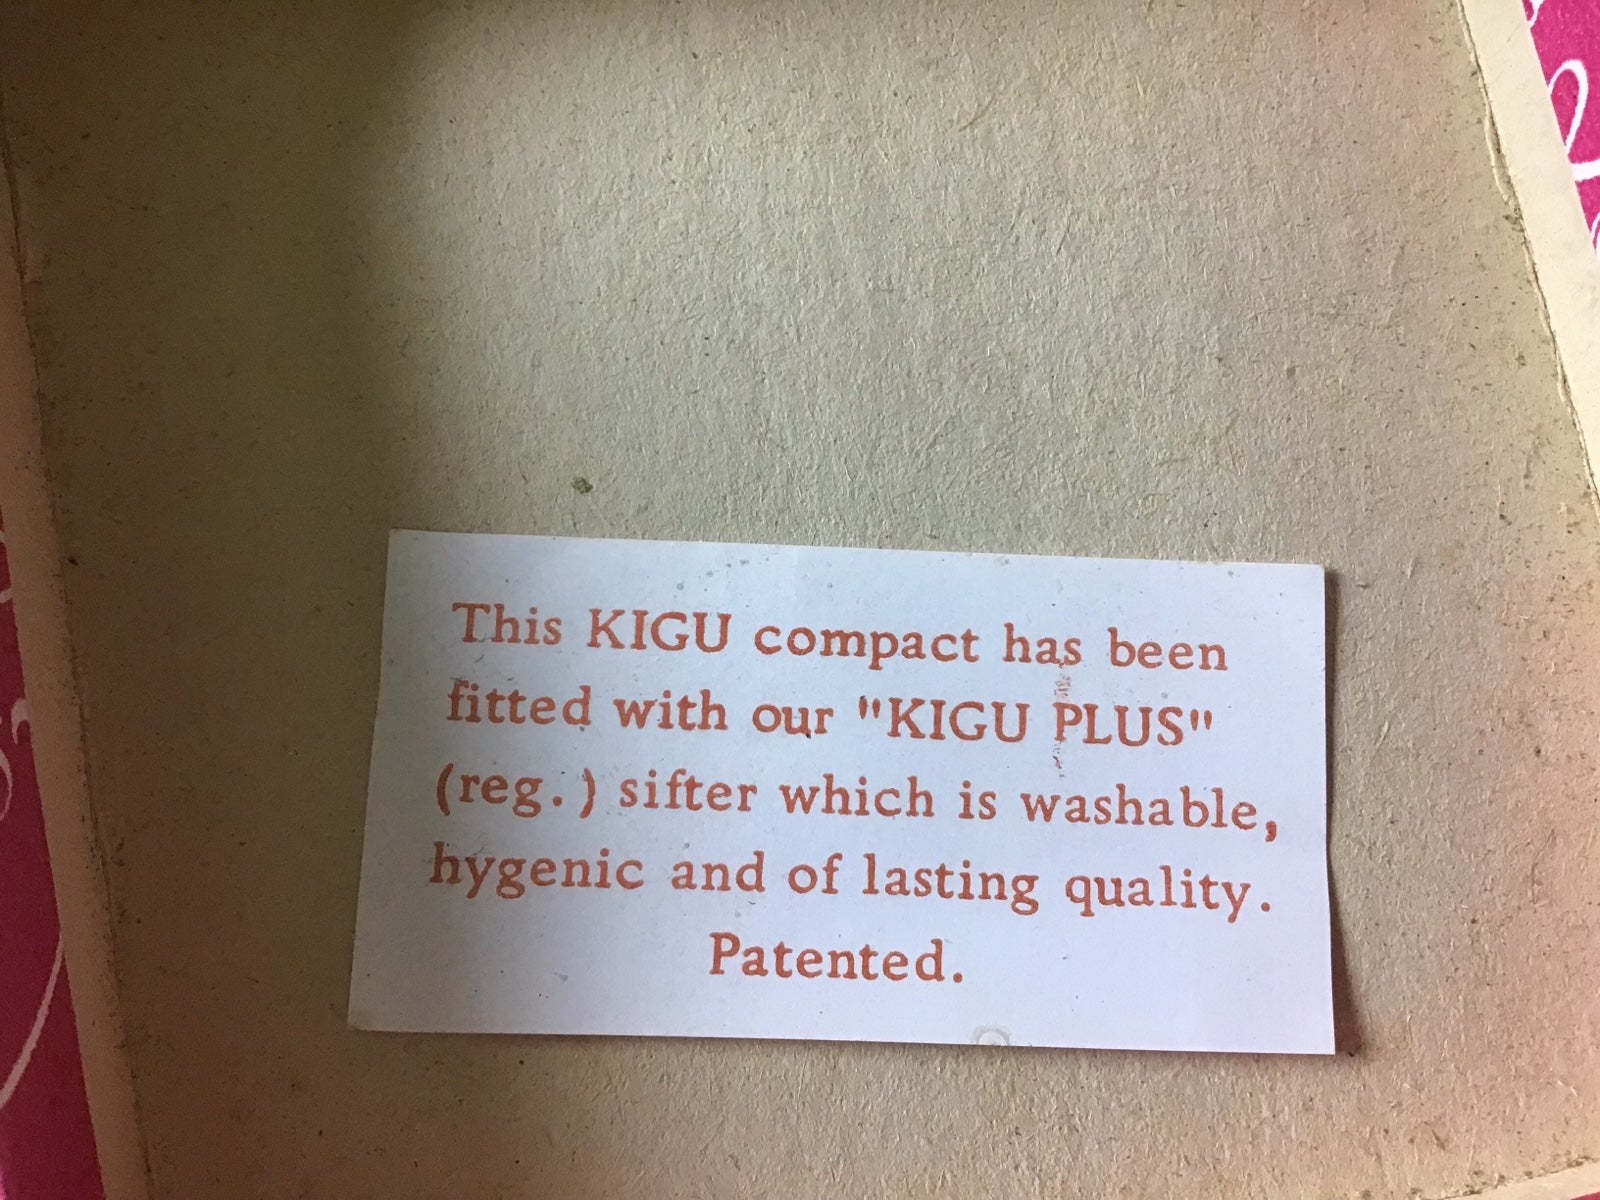 This KIGU compact has been
fitted with our "KIGU PLUS"
(reg.) sifter which is washable,
hygenic and of lasting quality.
Patented.